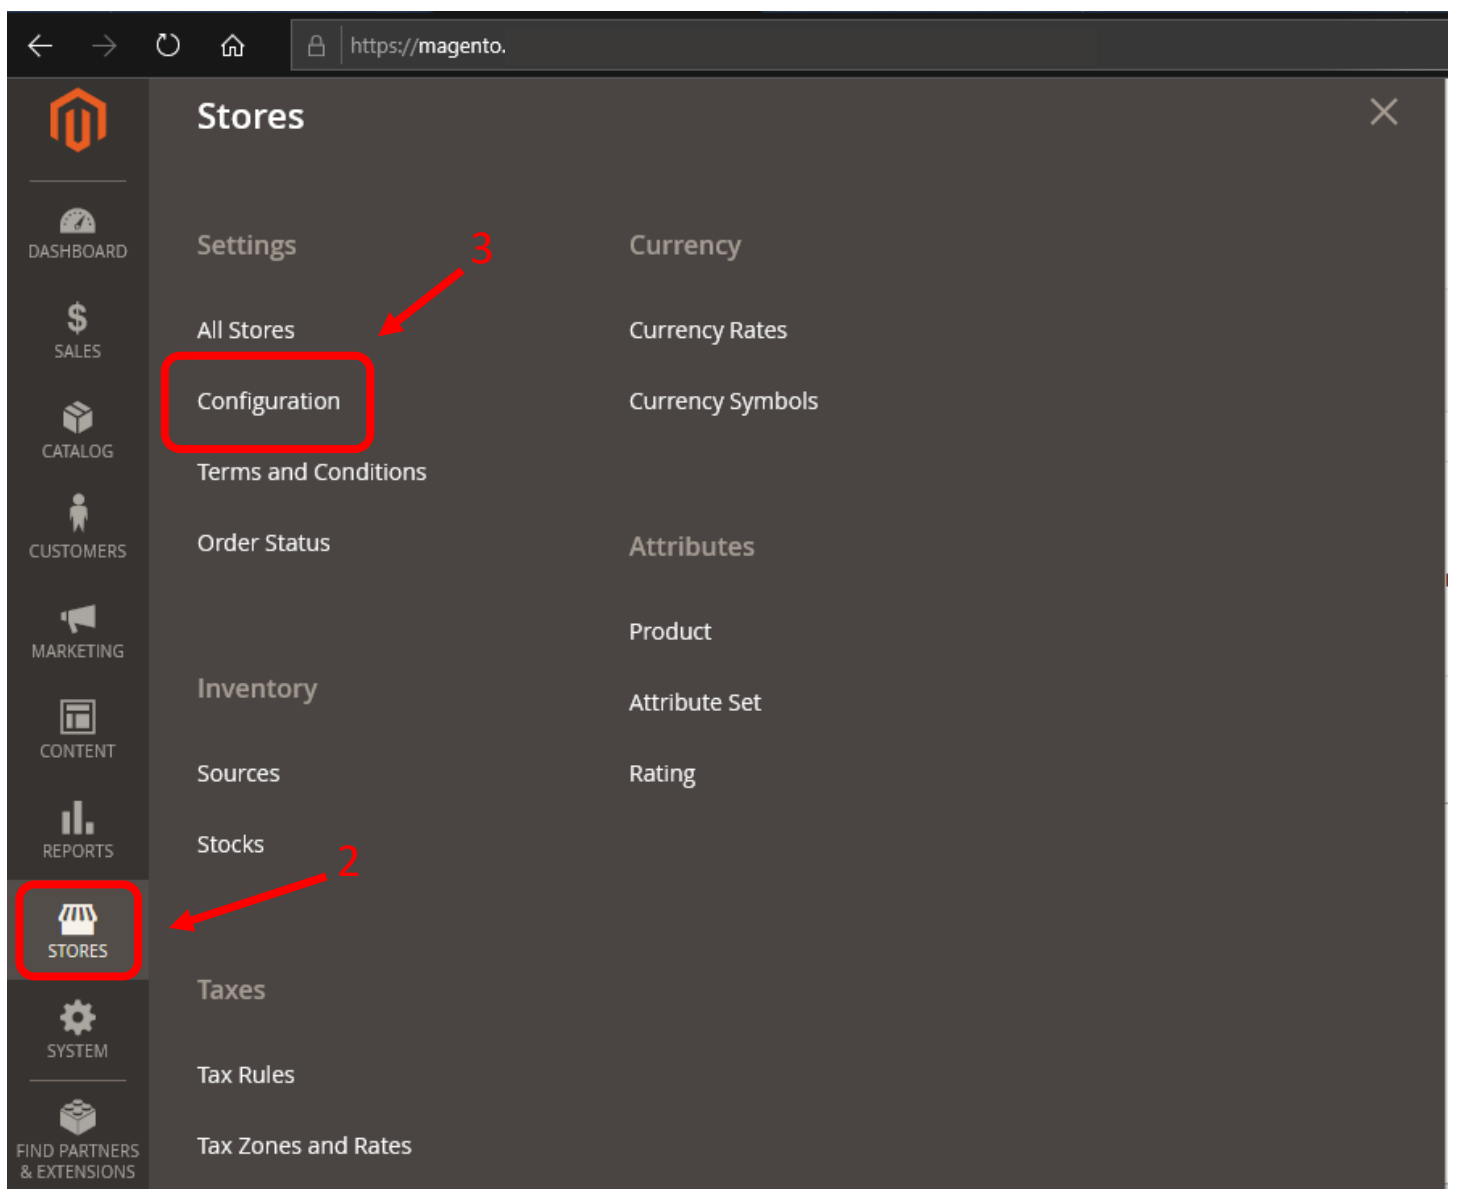 https://magento.
Stores
DASHBOARD
SALES
CATALOG
CUSTOMERS
MARKETING
CONTENT
REPORTS
STORES
SYSTEM
FIND PARTNERS
& EXTENSIONS
Settings
3
All Stores
Configuration
Terms and Conditions
Order Status
Inventory
Sources
Stocks
2
Taxes
Tax Rules
Tax Zones and Rates
Currency
Currency Rates
Currency Symbols
Attributes
Product
Attribute Set
Rating